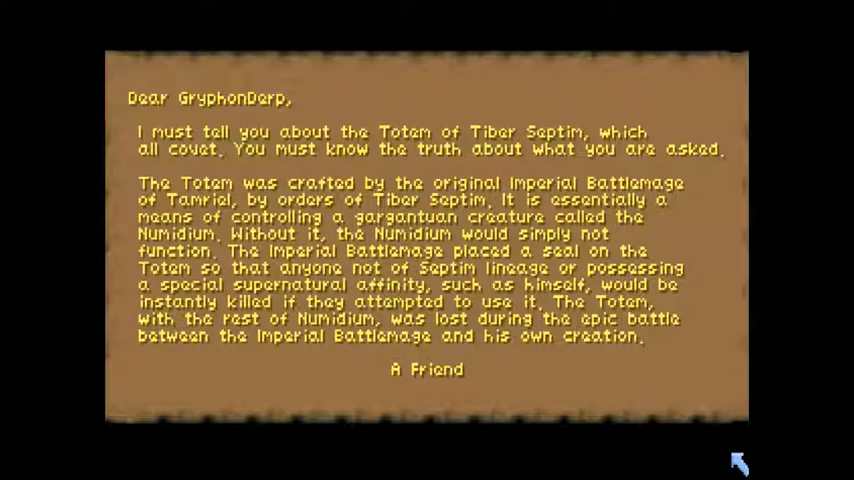 Dear GryphonDerp,
I must tell you about the Totem of Tiber Septim, which
all covet. You must know the truth about what you are asked.
The Totem was crafted by the original Imperial Battlemage
of Tamriel, by orders of Tiber Septim. It is essentially a
means of controlling a gargantuan creature called the
Numidium. Without it, the Numidium would simply not
function. The Imperial Battlemage placed a seal on the
Totem so that anyone not of Septim lineage or possessing
a special supernatural affinity, such as himself, would be
instantly killed if they attempted to use it. The Totem,
with the rest of Numidium, was lost during the epic battle
between the Imperial Battlemage and his own creation.
A Friend